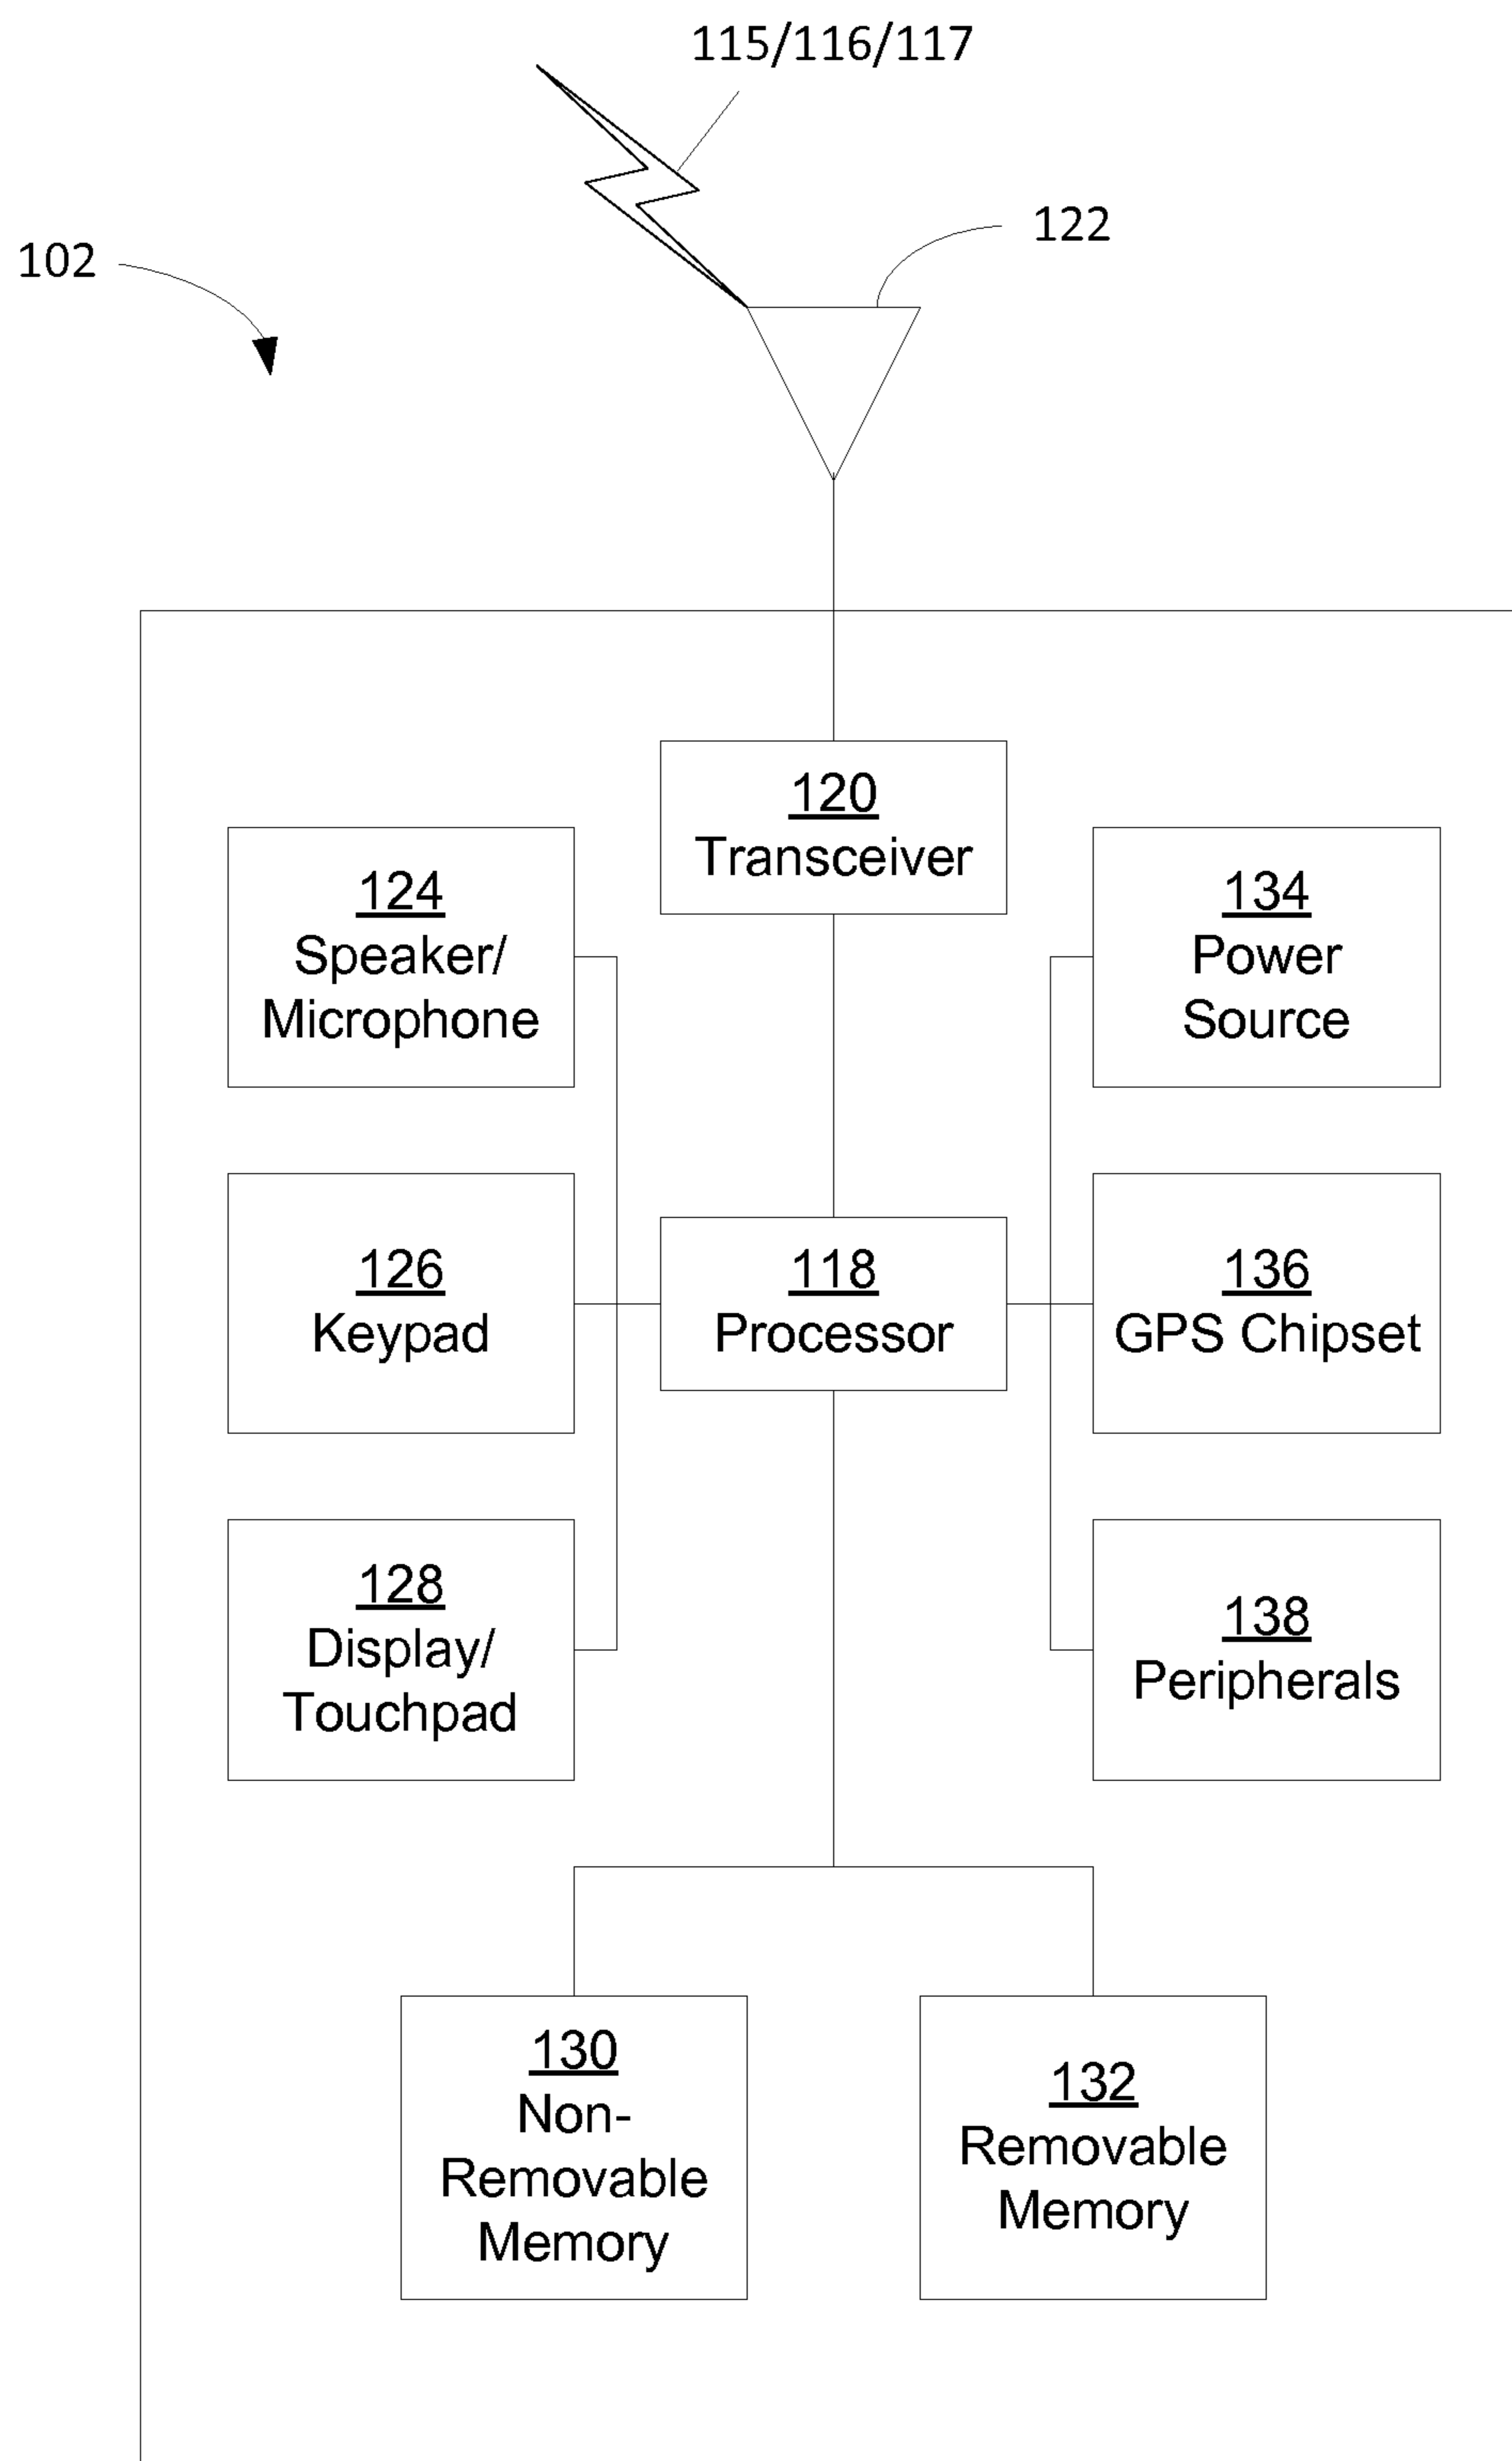 115/116/117
122
102
120
Transceiver
124
Speaker/
Microphone
134
Power
Source
126
Keypad
118
Processor
136
GPS Chipset
128
Display/
Touchpad
138
Peripherals
130
Non-
Removable
Memory
132
Removable
Memory